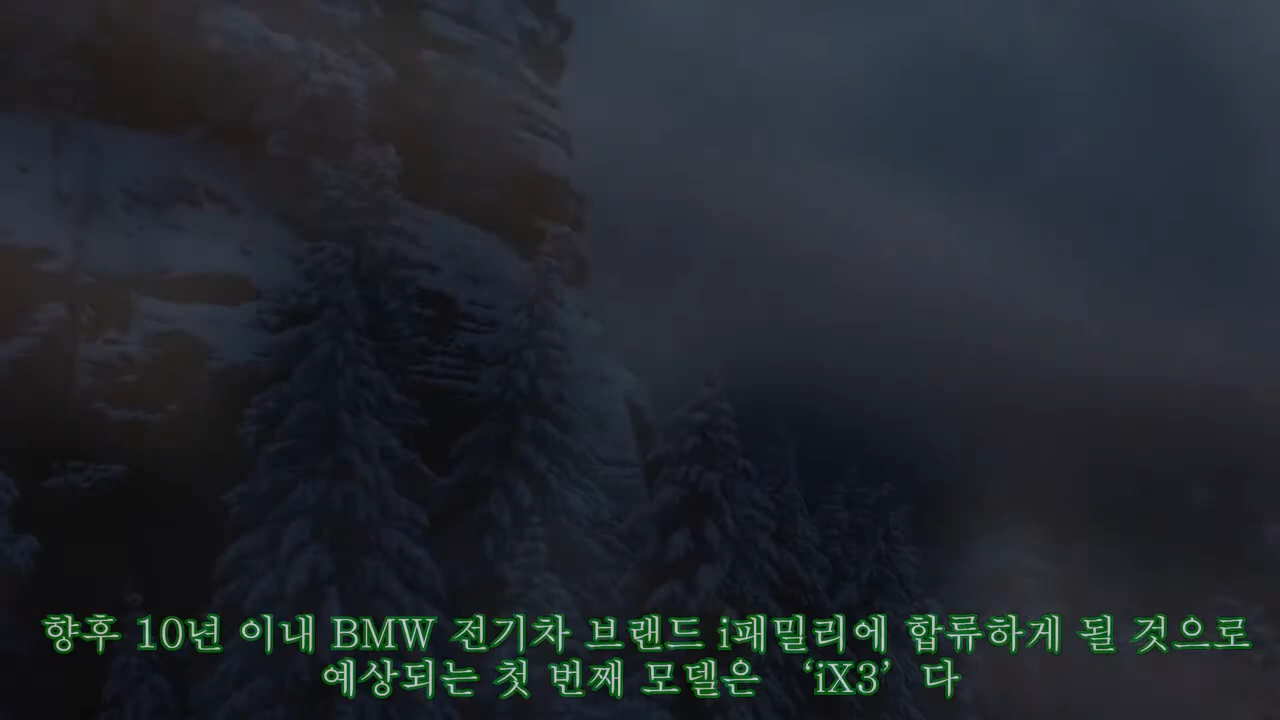 향후 10년 이내 BMW 전기차 브랜드 i패밀리에 합류하게 될 것으로
예상되는 첫 번째 모델은 ‘iX3’다